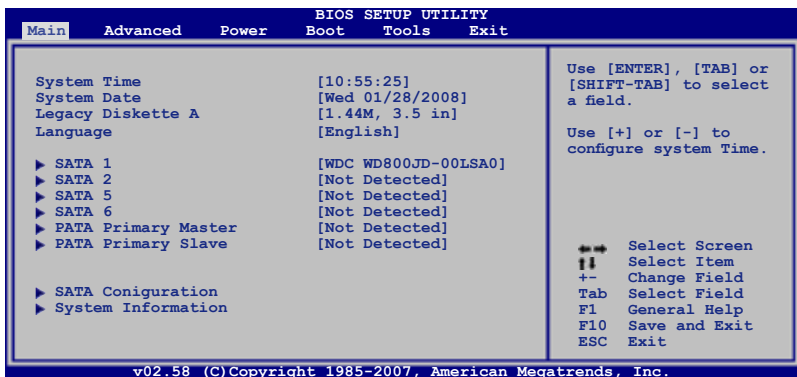 BIOS SETUP UTILITY
Main Advanced Power Boot Tools Exit
System Time [10:55:25]
System Date [Wed 01/28/2008]
Legacy Diskette A [1.44M, 3.5 in]
Language [English]
SATA 1 [WDC WD800JD-00LSA0]
SATA 2 [Not Detected]
SATA 5 [Not Detected]
SATA 6 [Not Detected]
PATA Primary Master [Not Detected]
PATA Primary Slave [Not Detected]
SATA Coniguration
System Information
Use [ENTER], [TAB] or
[SHIFT-TAB] to select
a field.
Use [+] or [-] to
configure system Time.
←→ Select Screen
↑↓ Select Item
+- Change Field
Tab Select Field
F1 General Help
F10 Save and Exit
ESC Exit
v02.58 (C)Copyright 1985-2007, American Megatrends, Inc.